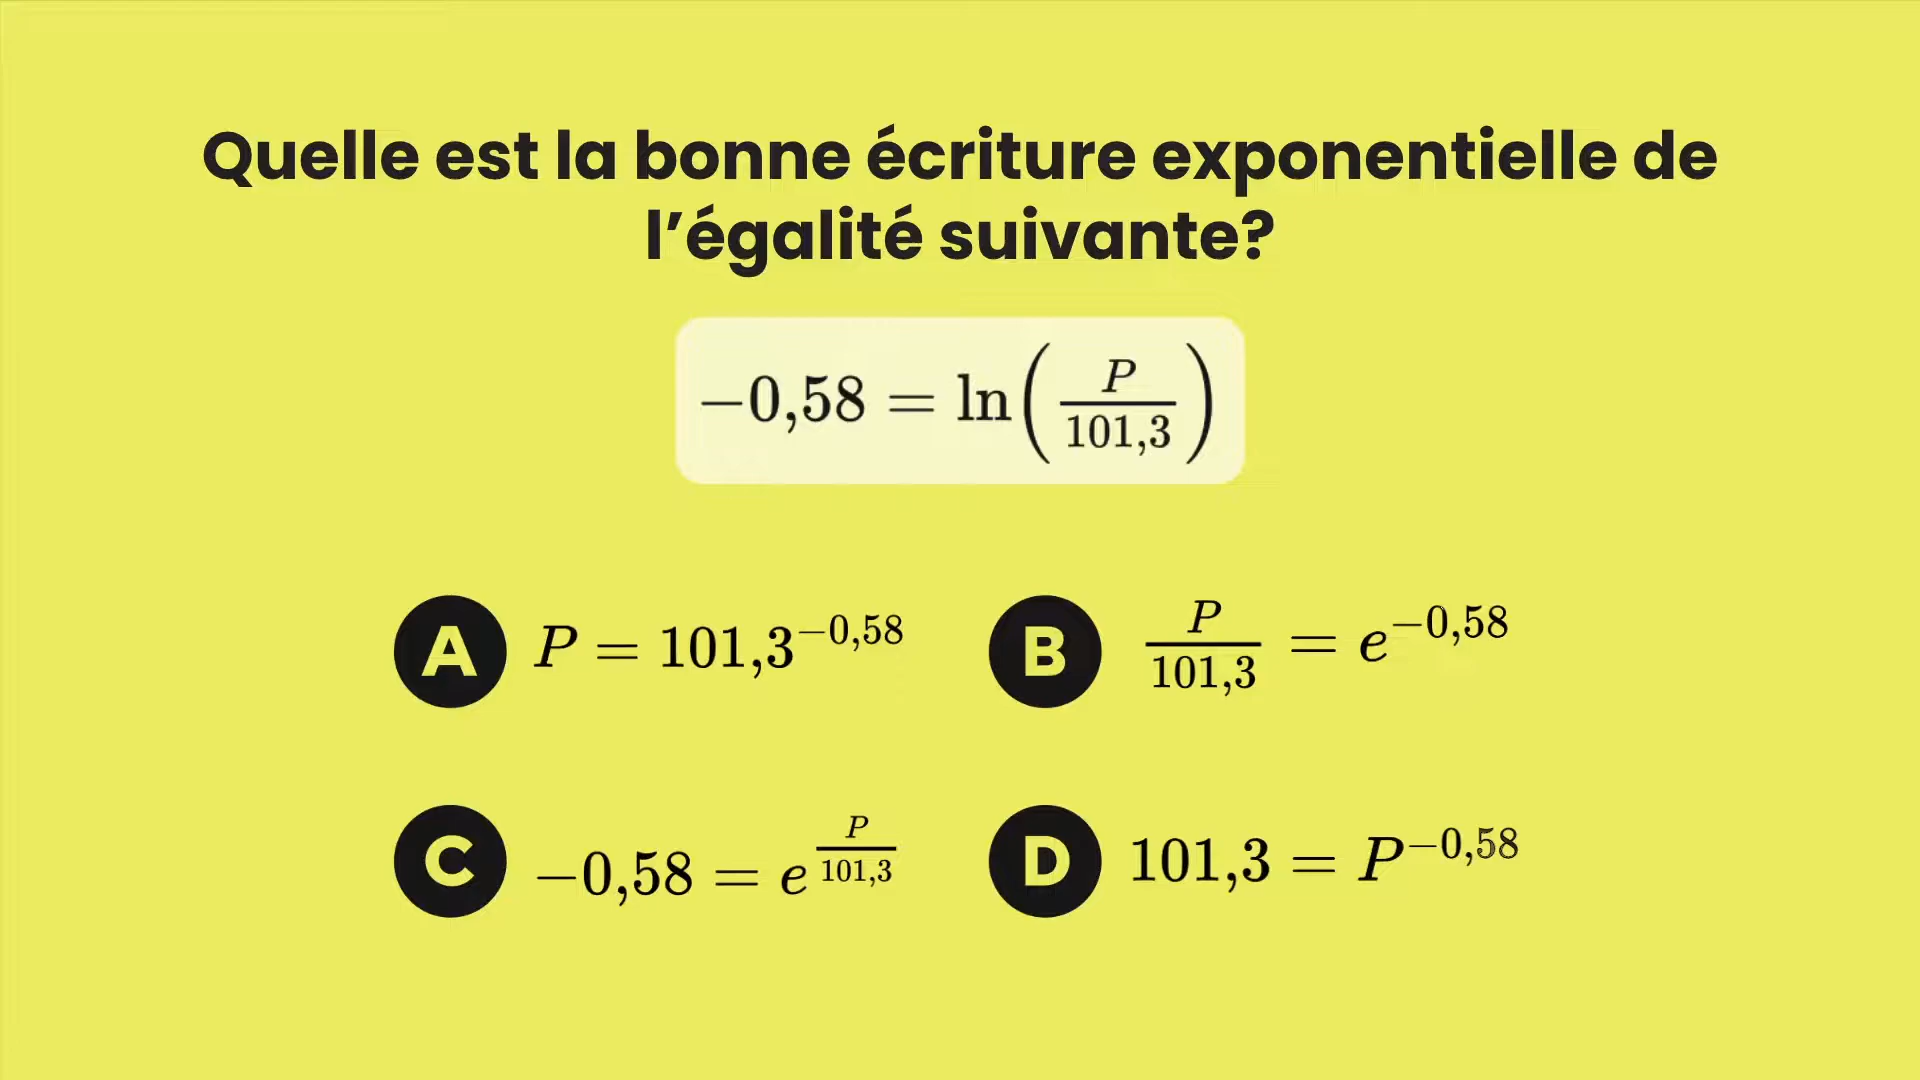 Quelle est la bonne écriture exponentielle de
l’égalité suivante?
−0,58 = ln(P/101,3)
A P = 101,3^−0,58
B P/101,3 = e^−0,58
C −0,58 = e^P/101,3
D 101,3 = P^−0,58